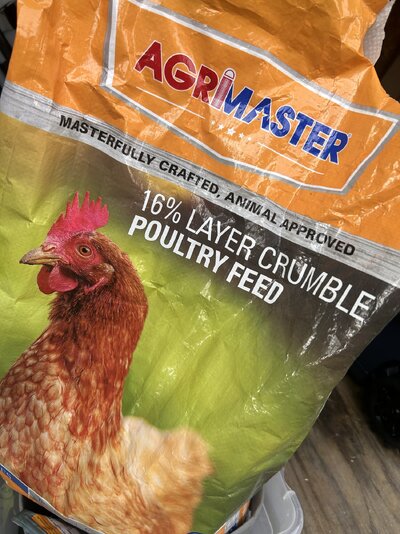 AGRIMASTER
MASTERFULLY CRAFTED, ANIMAL APPROVED
16% LAYER CRUMBLE
POULTRY FEED